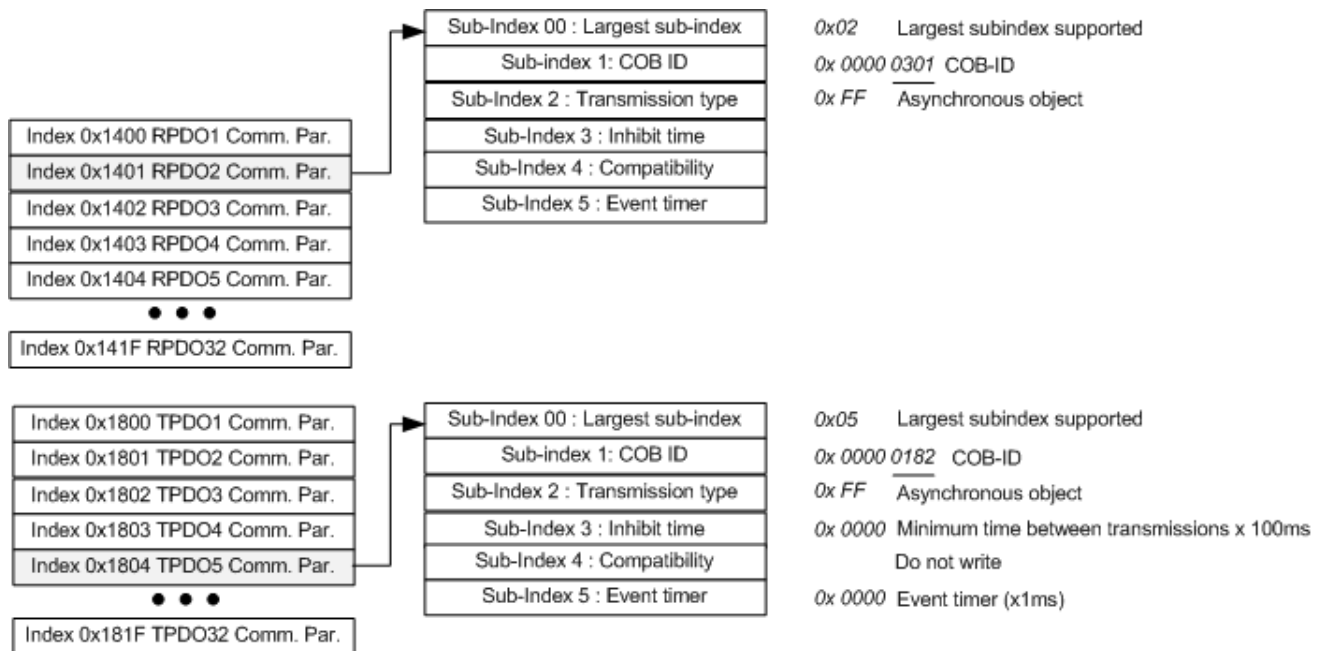 Sub-Index 00 : Largest sub-index 0x02 Largest subindex supported
Sub-index 1: COB ID 0x 0000 0301 COB-ID
Sub-Index 2 : Transmission type 0x FF Asynchronous object
Index 0x1400 RPDO1 Comm. Par. Sub-Index 3 : Inhibit time
Index 0x1401 RPDO2 Comm. Par. Sub-Index 4 : Compatibility
Index 0x1402 RPDO3 Comm. Par. Sub-Index 5 : Event timer
Index 0x1403 RPDO4 Comm. Par.
Index 0x1404 RPDO5 Comm. Par.
Index 0x141F RPDO32 Comm. Par.
Index 0x1800 TPDO1 Comm. Par. Sub-Index 00 : Largest sub-index 0x05 Largest subindex supported
Index 0x1801 TPDO2 Comm. Par. Sub-index 1: COB ID 0x 0000 0182 COB-ID
Index 0x1802 TPDO3 Comm. Par. Sub-Index 2 : Transmission type 0x FF Asynchronous object
Index 0x1803 TPDO4 Comm. Par. Sub-Index 3 : Inhibit time 0x 0000 Minimum time between transmissions x 100ms
Index 0x1804 TPDO5 Comm. Par. Sub-Index 4 : Compatibility Do not write
Sub-Index 5 : Event timer 0x 0000 Event timer (x1ms)
Index 0x181F TPDO32 Comm. Par.